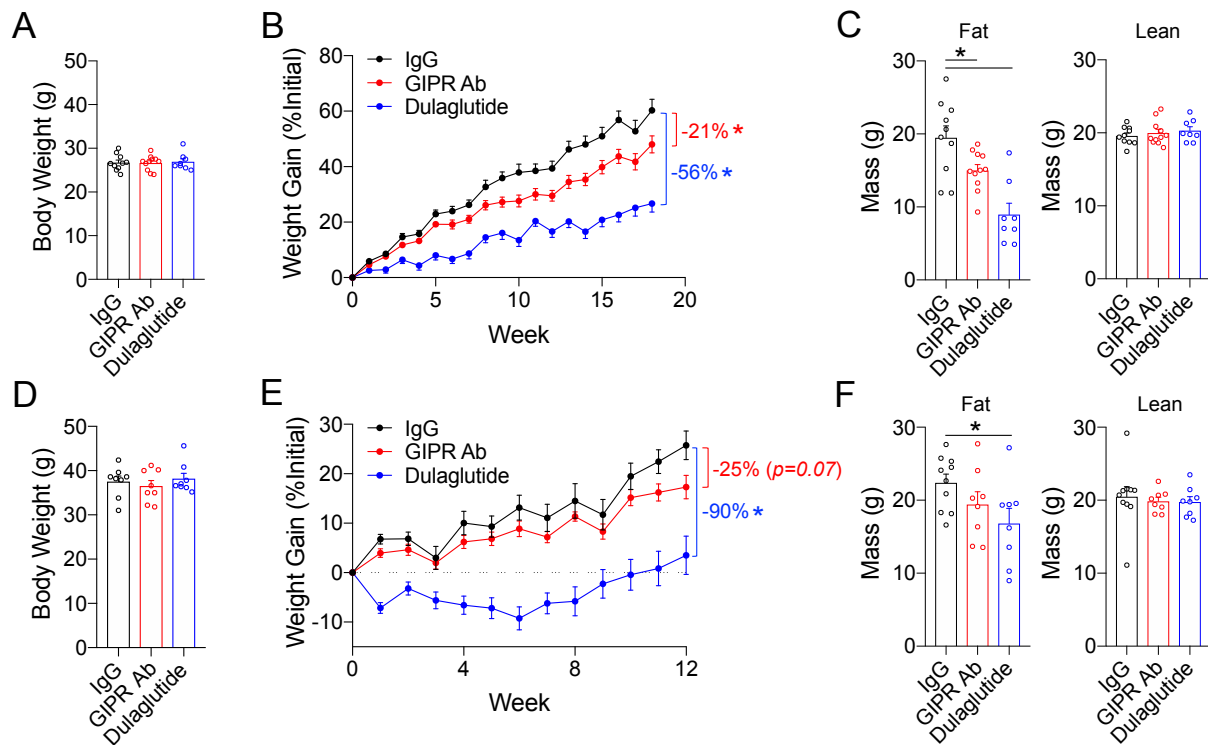 A
Body Weight (g)
50
40
30
20
10
0
IgG
GIPR Ab
Dulaglutide
B
Weight Gain (%Initial)
80
60
40
20
0
IgG
GIPR Ab
Dulaglutide
-21% *
-56% *
0
5
10
15
20
Week
C
Fat
*
Mass (g)
30
20
10
0
IgG
GIPR Ab
Dulaglutide
Lean
Mass (g)
30
20
10
0
IgG
GIPR Ab
Dulaglutide
D
Body Weight (g)
50
40
30
20
10
0
IgG
GIPR Ab
Dulaglutide
E
Weight Gain (%Initial)
30
20
10
0
-10
IgG
GIPR Ab
Dulaglutide
-25% (p=0.07)
-90% *
0
4
8
12
Week
F
Fat
*
Mass (g)
30
20
10
0
IgG
GIPR Ab
Dulaglutide
Lean
Mass (g)
30
20
10
0
IgG
GIPR Ab
Dulaglutide